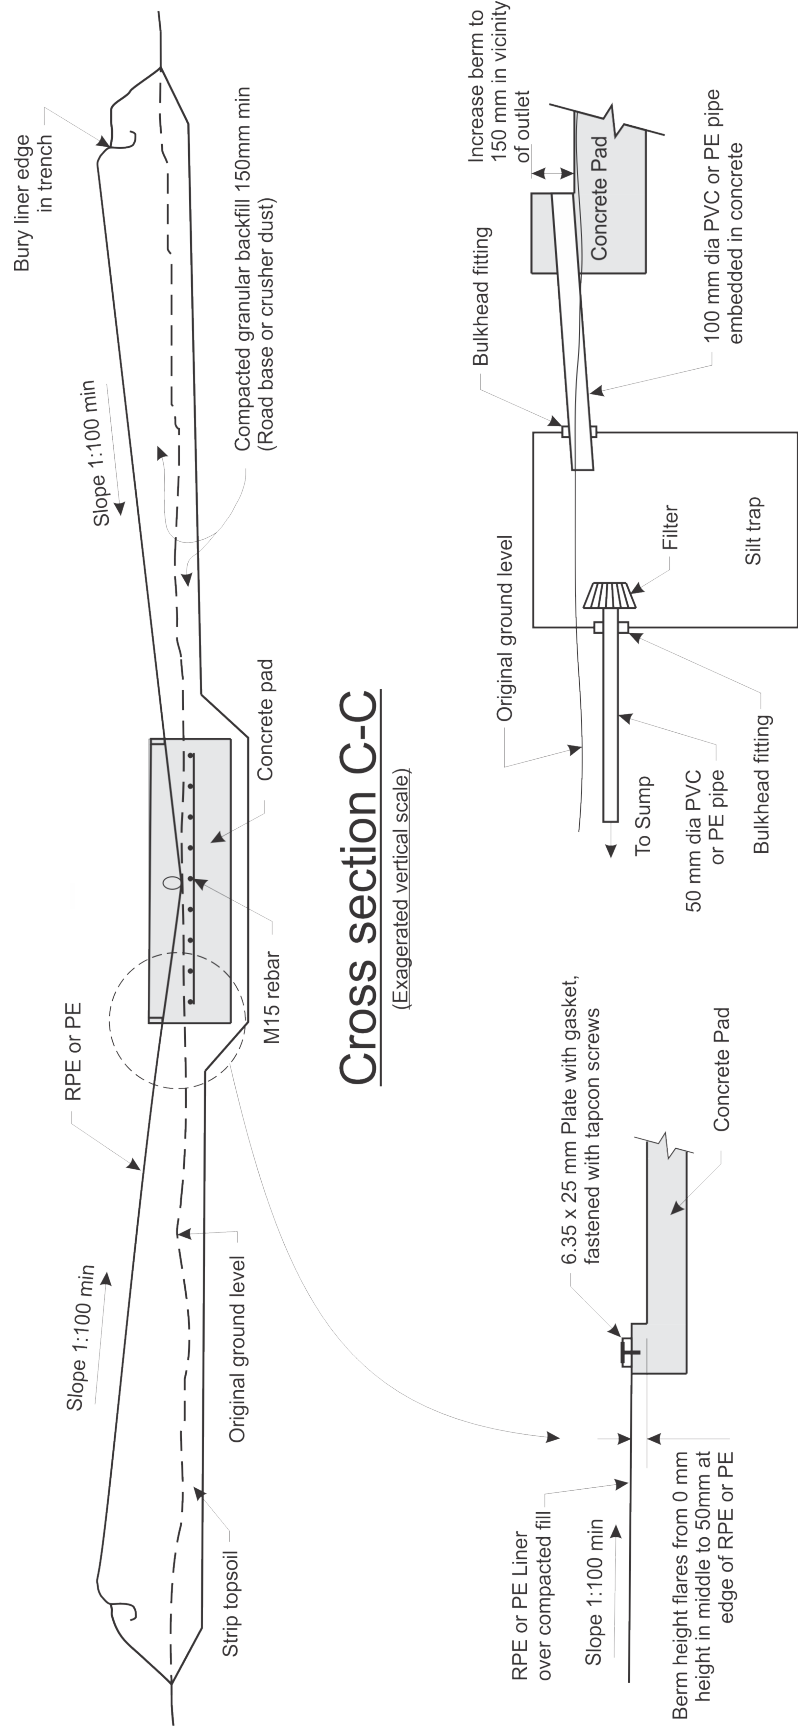 Bury liner edge
in trench
Slope 1:100 min
Compacted granular backfill 150mm min
(Road base or crusher dust)
RPE or PE
Slope 1:100 min
Concrete pad
M15 rebar
Original ground level
Strip topsoil
Cross section C-C
(Exagerated vertical scale)
RPE or PE Liner
over compacted fill
Slope 1:100 min
6.35 x 25 mm Plate with gasket,
fastened with tapcon screws
Concrete Pad
Berm height flares from 0 mm
height in middle to 50mm at
edge of RPE or PE
Increase berm to
150 mm in vicinity
of outlet
Concrete Pad
Bulkhead fitting
100 mm dia PVC or PE pipe
embedded in concrete
Original ground level
Filter
Silt trap
To Sump
50 mm dia PVC
or PE pipe
Bulkhead fitting